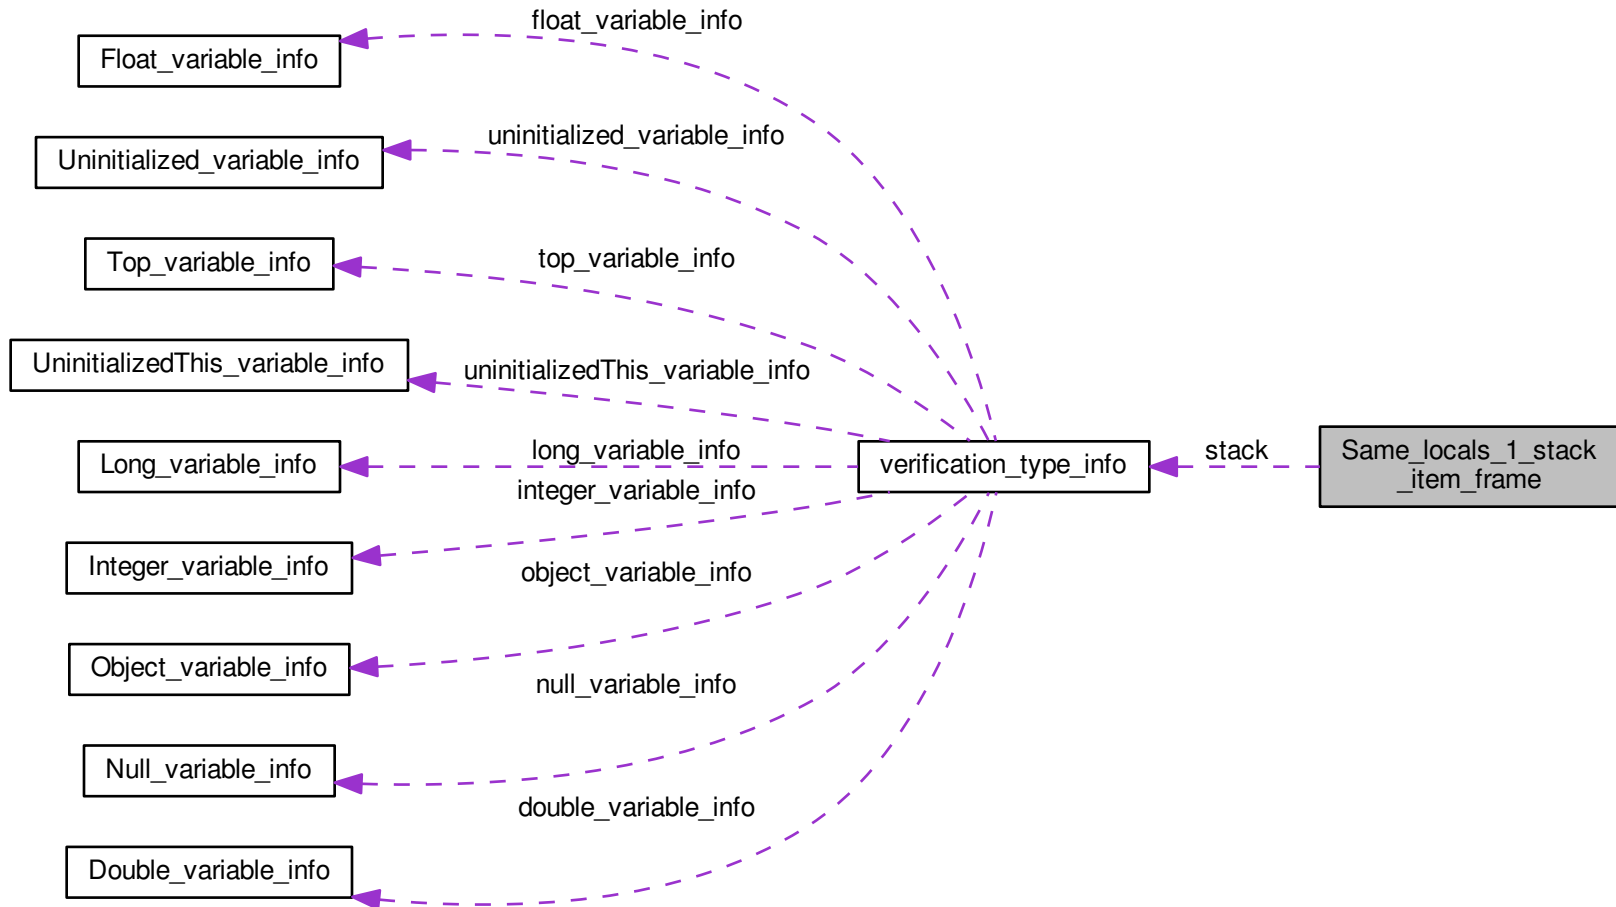 float_variable_info
Float_variable_info
uninitialized_variable_info
Uninitialized_variable_info
top_variable_info
Top_variable_info
uninitializedThis_variable_info
UninitializedThis_variable_info
long_variable_info
Long_variable_info
verification_type_info
stack
Same_locals_1_stack
_item_frame
integer_variable_info
Integer_variable_info
object_variable_info
Object_variable_info
null_variable_info
Null_variable_info
double_variable_info
Double_variable_info